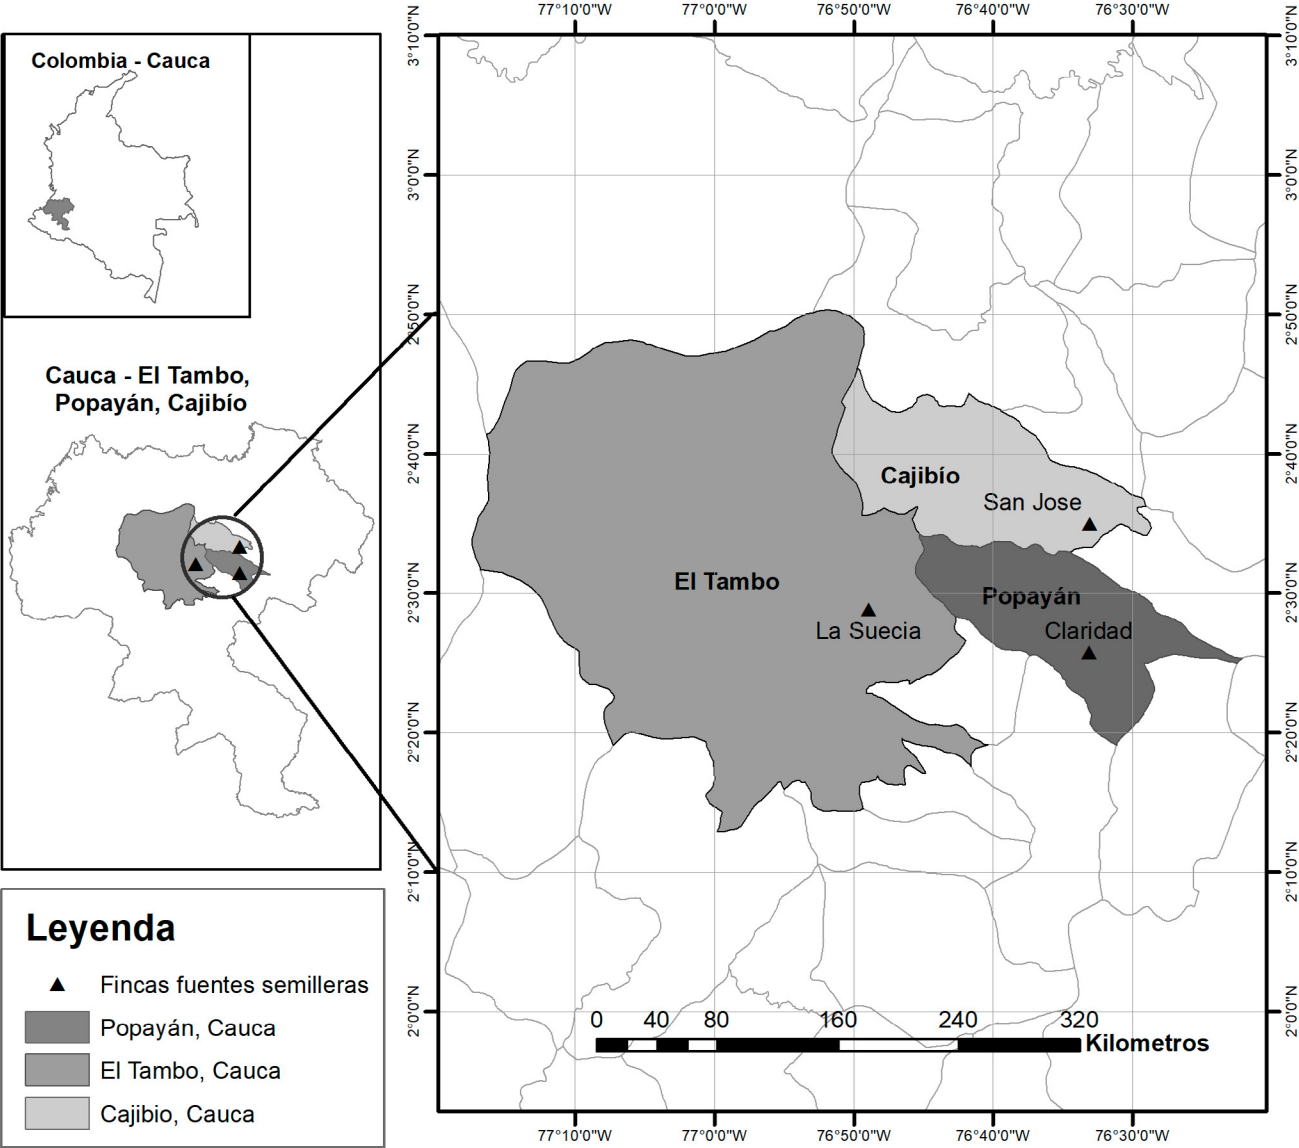 Colombia - Cauca
Cauca - El Tambo,
Popayán, Cajibío
Leyenda
Fincas fuentes semilleras
Popayán, Cauca
El Tambo, Cauca
Cajibio, Cauca
77°10'0"W 77°0'0"W 76°50'0"W 76°40'0"W 76°30'0"W
3°10'0"N 3°10'0"N
3°0'0"N 3°0'0"N
2°50'0"N 2°50'0"N
2°40'0"N 2°40'0"N
Cajibío
San Jose
El Tambo
2°30'0"N 2°30'0"N
Popayán
La Suecia
Claridad
2°20'0"N 2°20'0"N
2°10'0"N 2°10'0"N
2°0'0"N 2°0'0"N
0 40 80 160 240 320
Kilometros
77°10'0"W 77°0'0"W 76°50'0"W 76°40'0"W 76°30'0"W